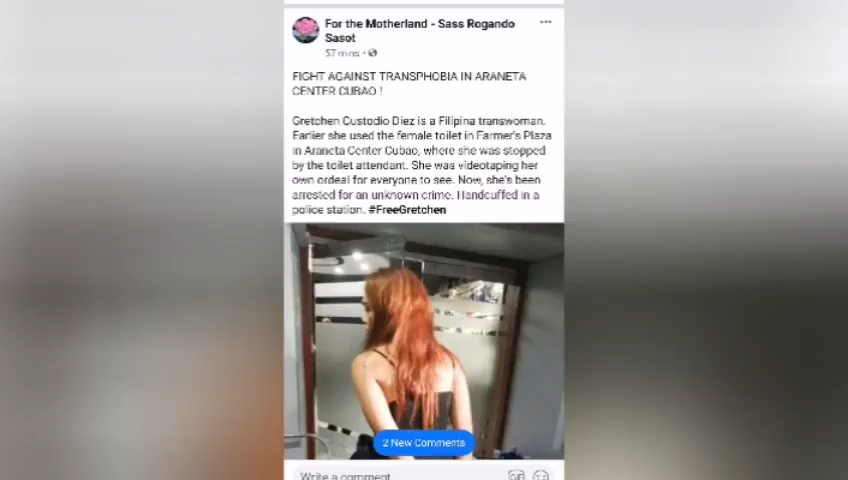 For the Motherland - Sass Rogando
Sasot
57 mins •
FIGHT AGAINST TRANSPHOBIA IN ARANETA
CENTER CUBAO !
Gretchen Custodio Diez is a Filipina transwoman.
Earlier she used the female toilet in Farmer's Plaza
in Araneta Center Cubao, where she was stopped
by the toilet attendant. She was videotaping her
own ordeal for everyone to see. Now, she's been
arrested for an unknown crime. Handcuffed in a
police station. #FreeGretchen
2 New Comments
Write a comment
GIF